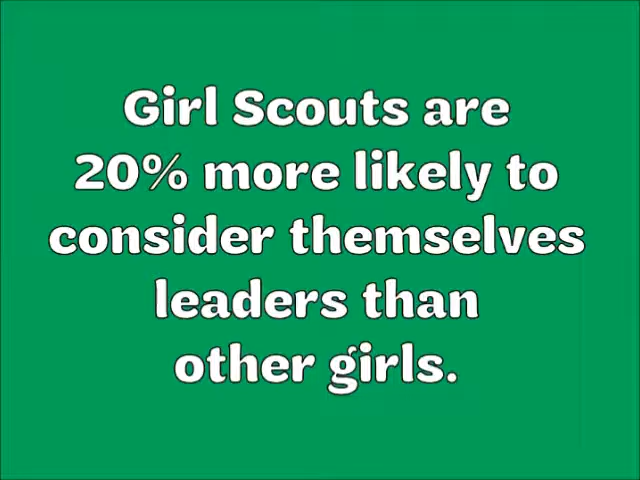 Girl Scouts are
20% more likely to
consider themselves
leaders than
other girls.